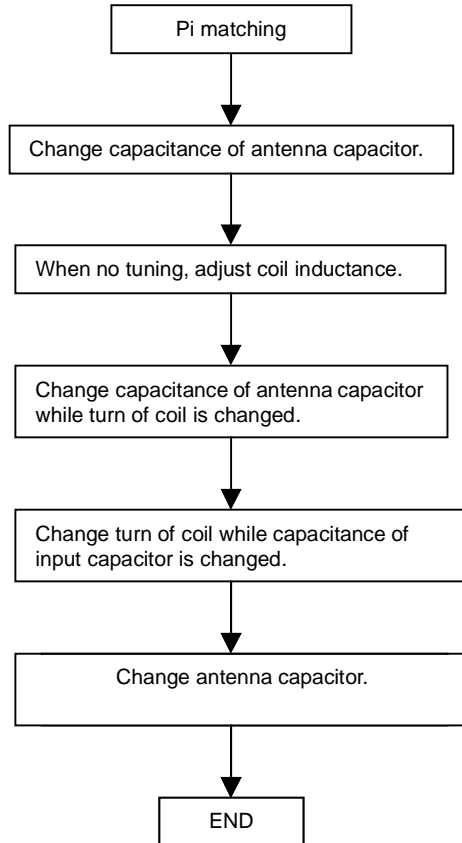 Pi matching
Change capacitance of antenna capacitor.
When no tuning, adjust coil inductance.
Change capacitance of antenna capacitor
while turn of coil is changed.
Change turn of coil while capacitance of
input capacitor is changed.
Change antenna capacitor.
END